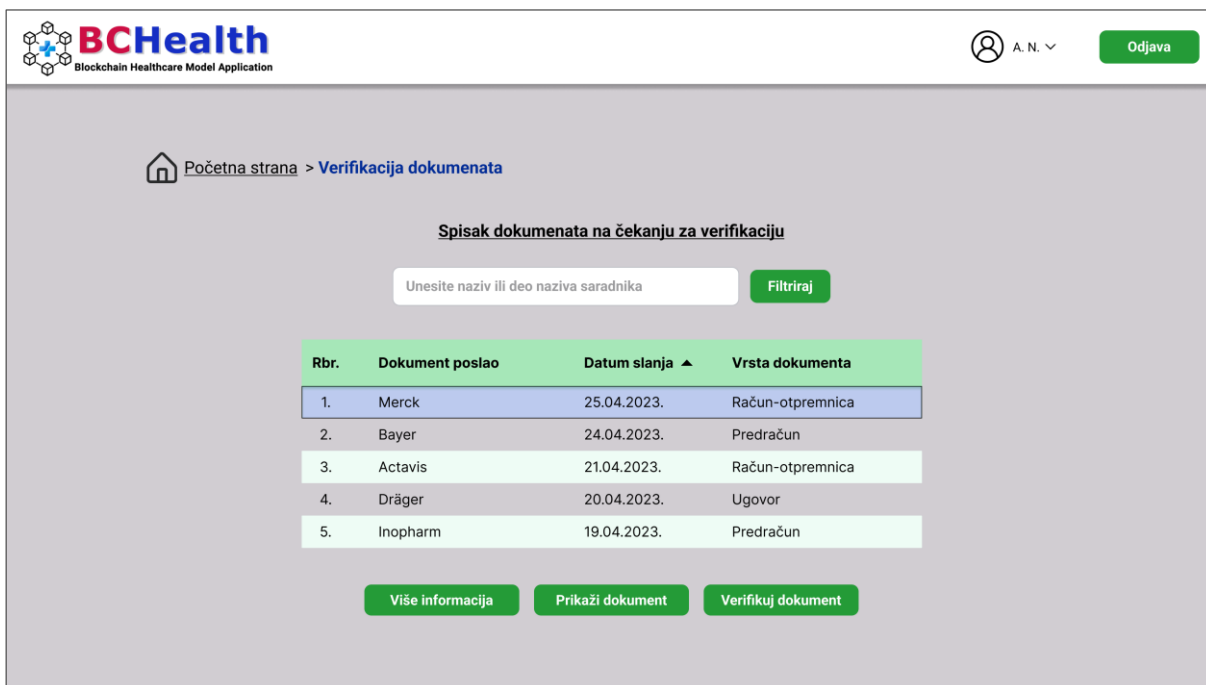 BCHealth
Blockchain Healthcare Model Application
A. N.
Odjava
Početna strana > Verifikacija dokumenata
Spisak dokumenata na čekanju za verifikaciju
Unesite naziv ili deo naziva saradnika
Filtriraj
Rbr. Dokument poslao Datum slanja Vrsta dokumenta
1. Merck 25.04.2023. Račun-otpremnica
2. Bayer 24.04.2023. Predračun
3. Actavis 21.04.2023. Račun-otpremnica
4. Dräger 20.04.2023. Ugovor
5. Inopharm 19.04.2023. Predračun
Više informacija Prikaži dokument Verifikuj dokument